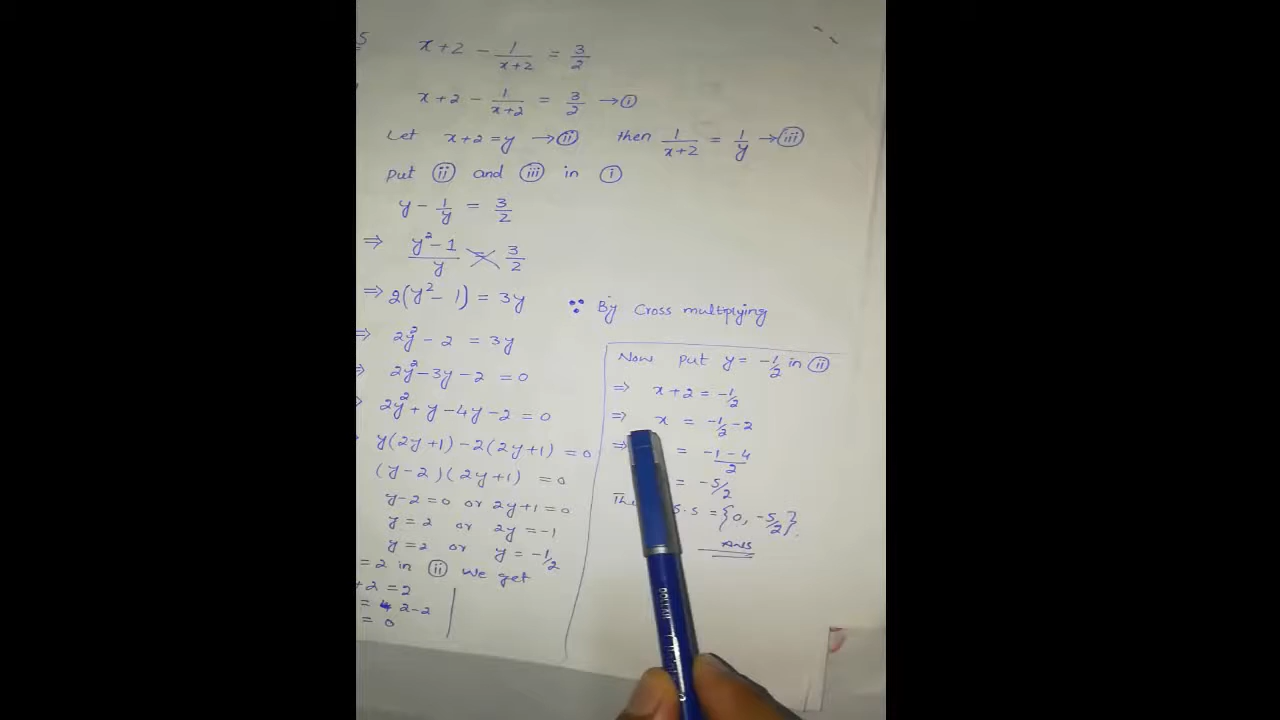 5
x+2 - 1/(x+2) = 3/2
x+2 - 1/(x+2) = 3/2 → (i)
Let x+2 = y → (ii) then 1/(x+2) = 1/y → (iii)
put (ii) and (iii) in (i)
y - 1/y = 3/2
⇒ (y² - 1)/y = 3/2
⇒ 2(y² - 1) = 3y ∵ By Cross multiplying
⇒ 2y² - 2 = 3y
⇒ 2y² - 3y - 2 = 0
⇒ 2y² + y - 4y - 2 = 0
y(2y+1) - 2(2y+1) = 0
(y-2)(2y+1) = 0
y-2 = 0 or 2y+1 = 0
y = 2 or 2y = -1
y = 2 or y = -1/2
= 2 in (ii) we get
+2 = 2
= 2-2
= 0
Now put y = -1/2 in (ii)
⇒ x+2 = -1/2
⇒ x = -1/2 - 2
⇒ = (-1-4)/2
= -5/2
S.S = {0, -5/2}.
Ans